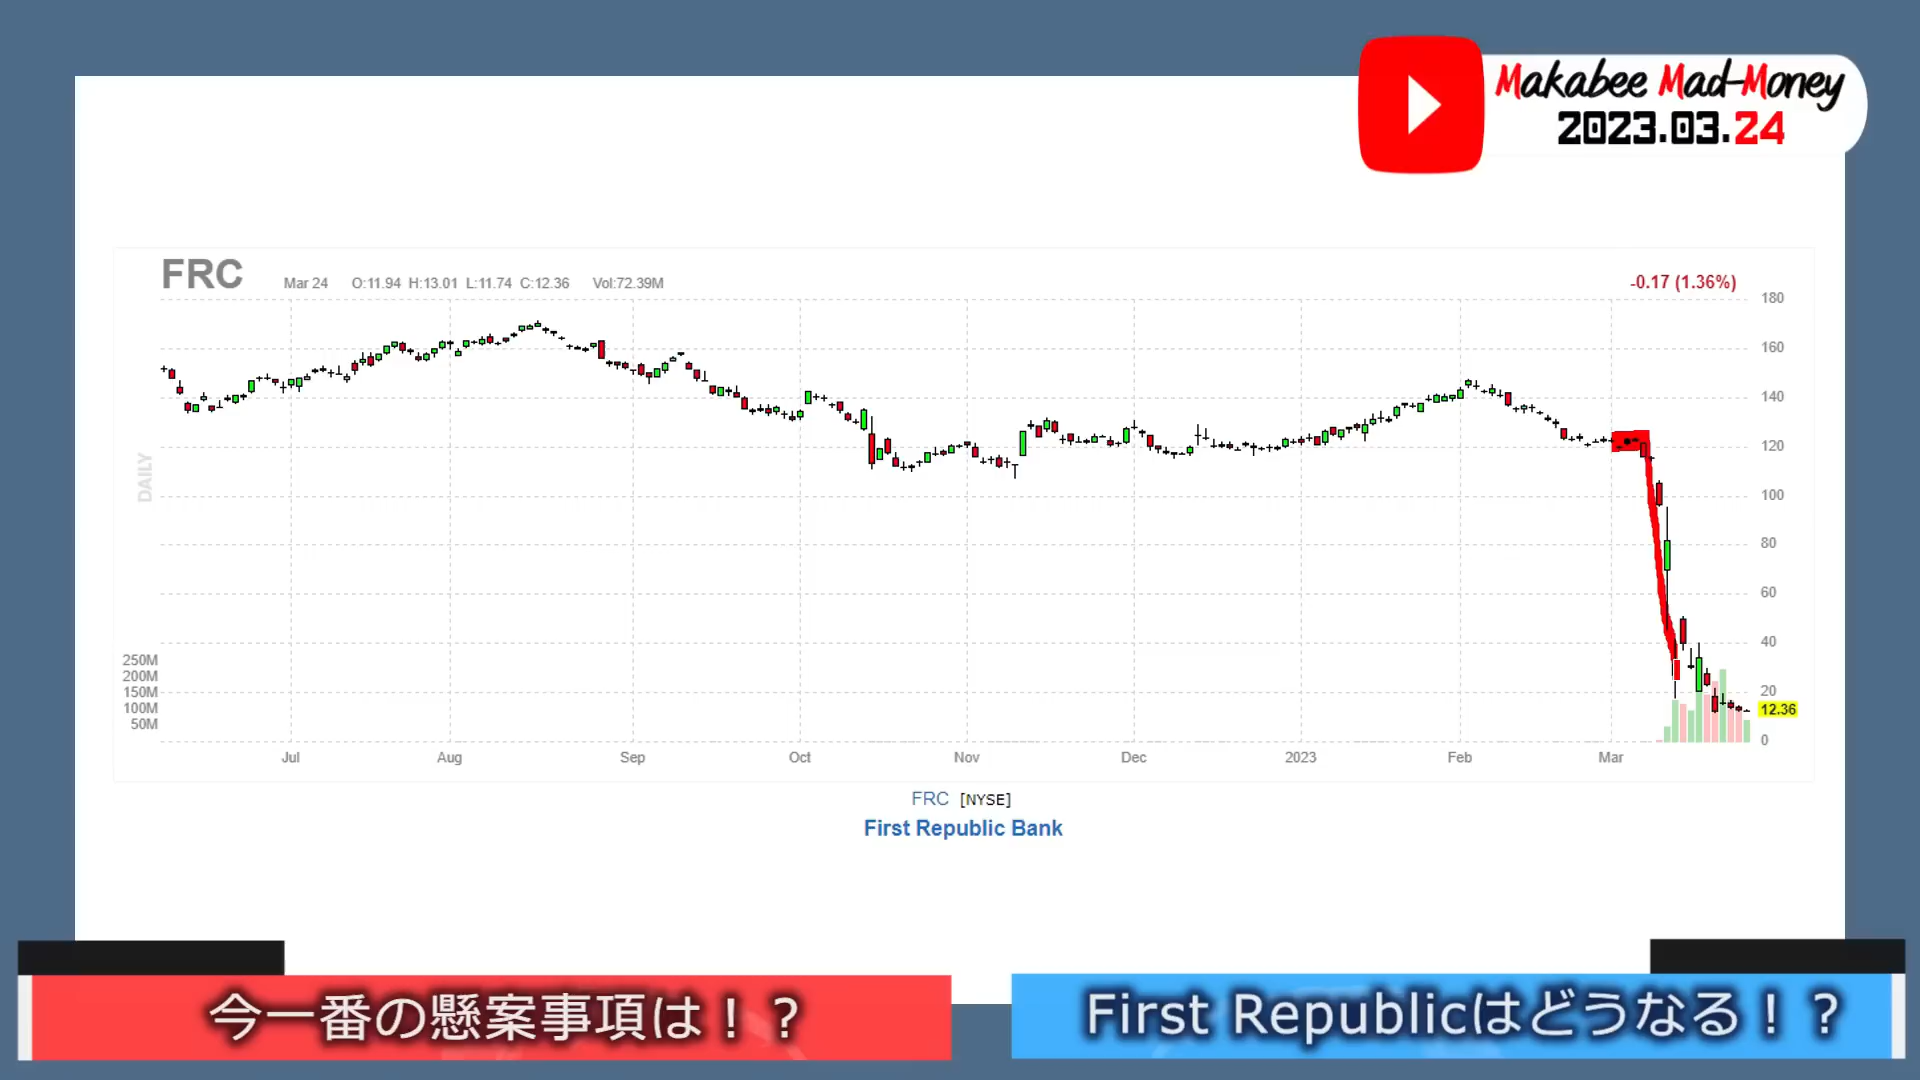 Makabee Mad-Money
2023.03.24
FRC Mar 24 O:11.94 H:13.01 L:11.74 C:12.36 Vol:72.39M -0.17 (1.36%)
180
160
140
120
100
80
60
40
20
12.36
0
DAILY
250M
200M
150M
100M
50M
Jul Aug Sep Oct Nov Dec 2023 Feb Mar
FRC [NYSE]
First Republic Bank
今一番の懸案事項は！？
First Republicはどうなる！？